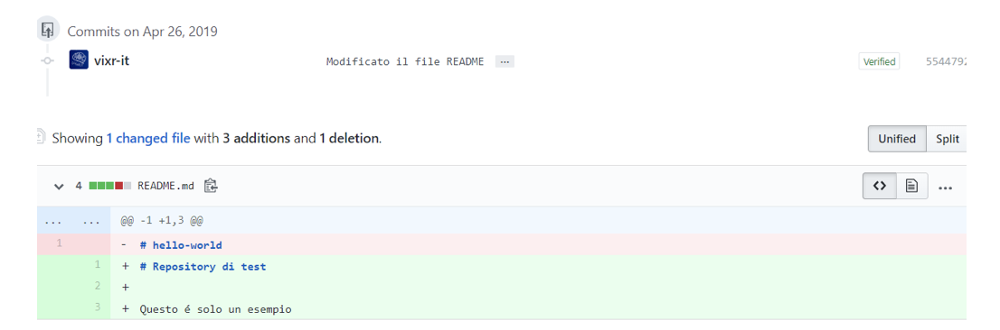 Commits on Apr 26, 2019
vixr-it Modificato il file README ... Verified 5544792
Showing 1 changed file with 3 additions and 1 deletion. Unified Split
4 README.md <> ...
... ... @@ -1 +1,3 @@
1 - # hello-world
1 + # Repository di test
2 +
3 + Questo é solo un esempio